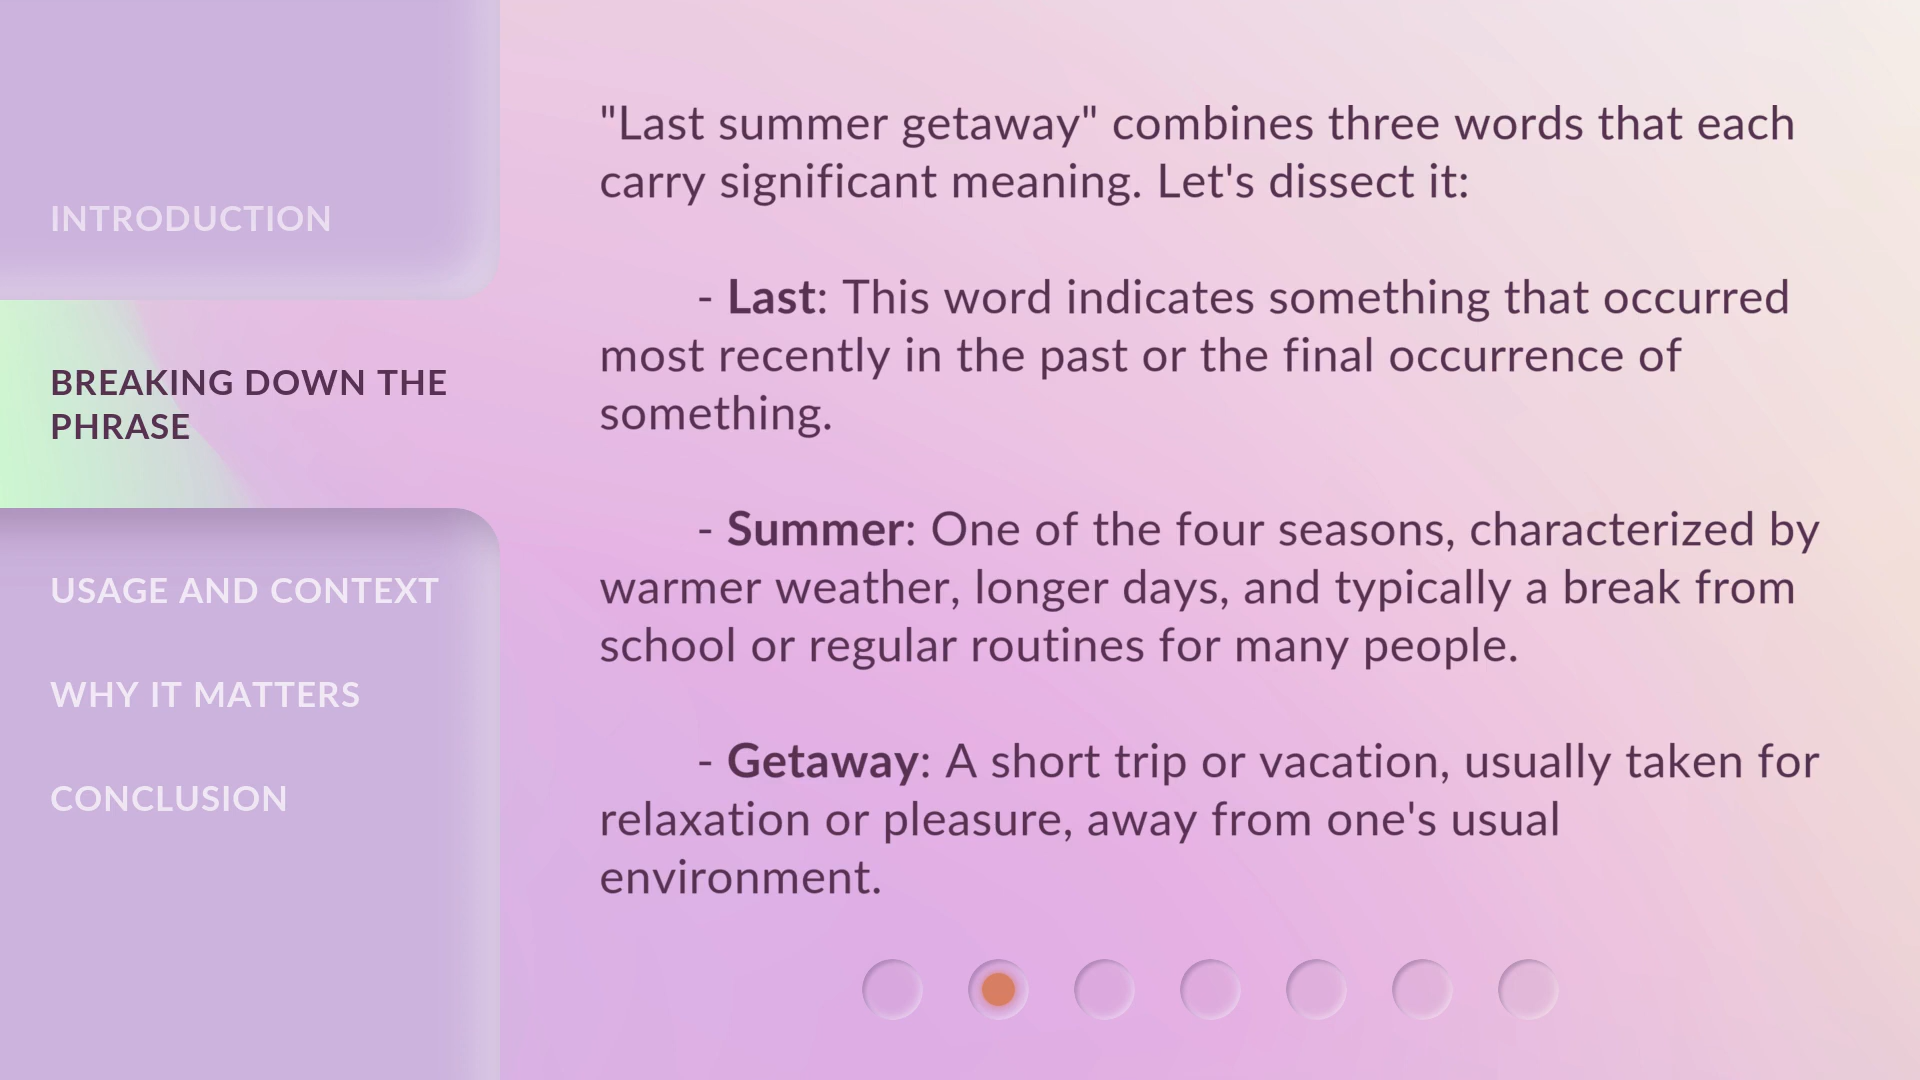 INTRODUCTION
BREAKING DOWN THE
PHRASE
USAGE AND CONTEXT
WHY IT MATTERS
CONCLUSION
"Last summer getaway" combines three words that each
carry significant meaning. Let's dissect it:
- Last: This word indicates something that occurred
most recently in the past or the final occurrence of
something.
- Summer: One of the four seasons, characterized by
warmer weather, longer days, and typically a break from
school or regular routines for many people.
- Getaway: A short trip or vacation, usually taken for
relaxation or pleasure, away from one's usual
environment.